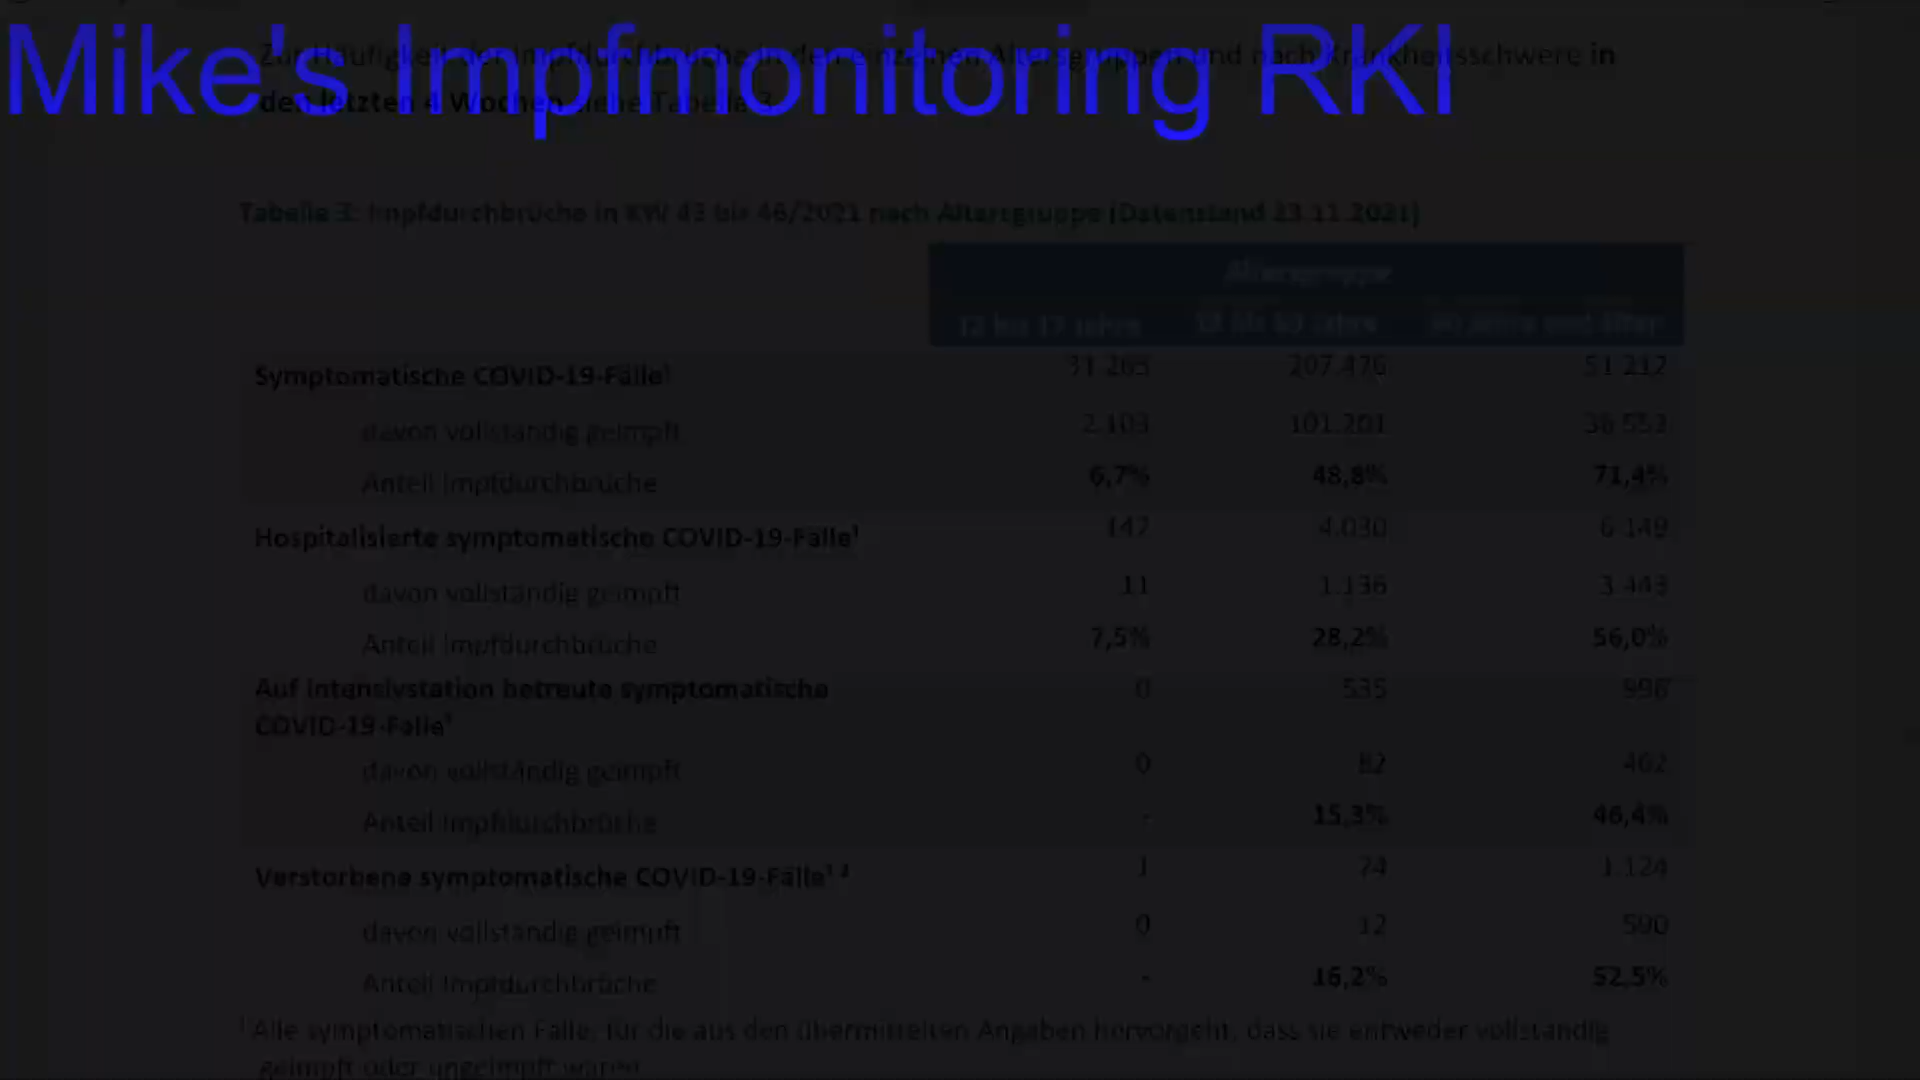 Mike's Impfmonitoring RKI
Zur Häufigkeit der Impfdurchbrüche in den einzelnen Altersgruppen und nach Krankheitsschwere in
den letzten 4 Wochen siehe Tabelle 3.
Tabelle 3: Impfdurchbrüche in KW 43 bis 46/2021 nach Altersgruppe (Datenstand 23.11.2021)
Altersgruppe
12 bis 17 Jahre 18 bis 59 Jahre 60 Jahre und älter
Symptomatische COVID-19-Fälle¹ 31.265 207.476 51.212
davon vollständig geimpft 2.103 101.201 36.552
Anteil Impfdurchbrüche 6,7% 48,8% 71,4%
Hospitalisierte symptomatische COVID-19-Fälle¹ 147 4.030 6.149
davon vollständig geimpft 11 1.136 3.443
Anteil Impfdurchbrüche 7,5% 28,2% 56,0%
Auf Intensivstation betreute symptomatische 0 535 996
COVID-19-Fälle¹
davon vollständig geimpft 0 82 462
Anteil Impfdurchbrüche - 15,3% 46,4%
Verstorbene symptomatische COVID-19-Fälle¹ ² 1 74 1.124
davon vollständig geimpft 0 12 590
Anteil Impfdurchbrüche - 16,2% 52,5%
¹ Alle symptomatischen Fälle, für die aus den übermittelten Angaben hervorgeht, dass sie entweder vollständig
geimpft oder ungeimpft waren